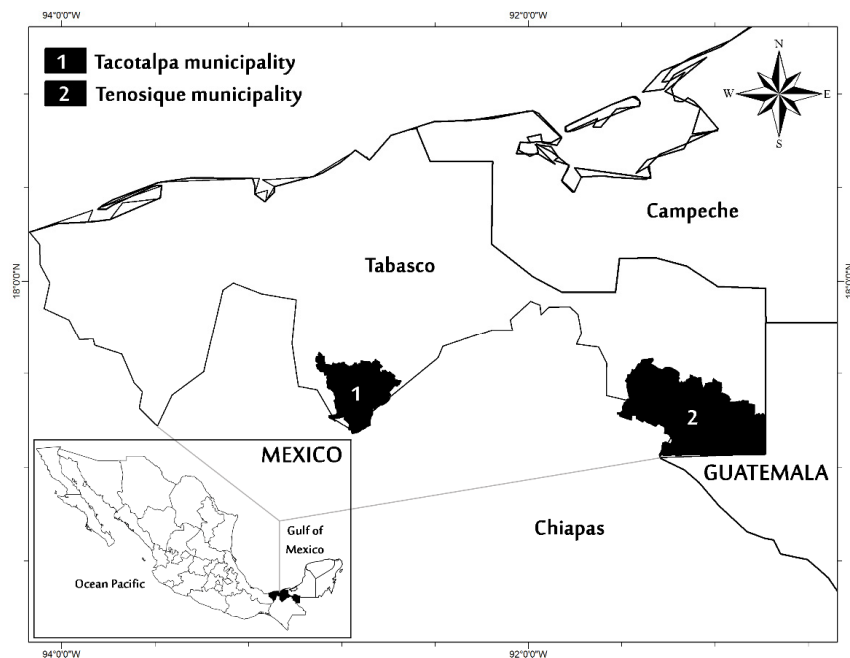 94°0'0"W 92°0'0"W
1 Tacotalpa municipality
2 Tenosique municipality
N
W E
S
Campeche
Tabasco
18°0'0"N 18°0'0"N
1
2
MEXICO
GUATEMALA
Gulf of
Mexico
Chiapas
Ocean Pacific
94°0'0"W 92°0'0"W